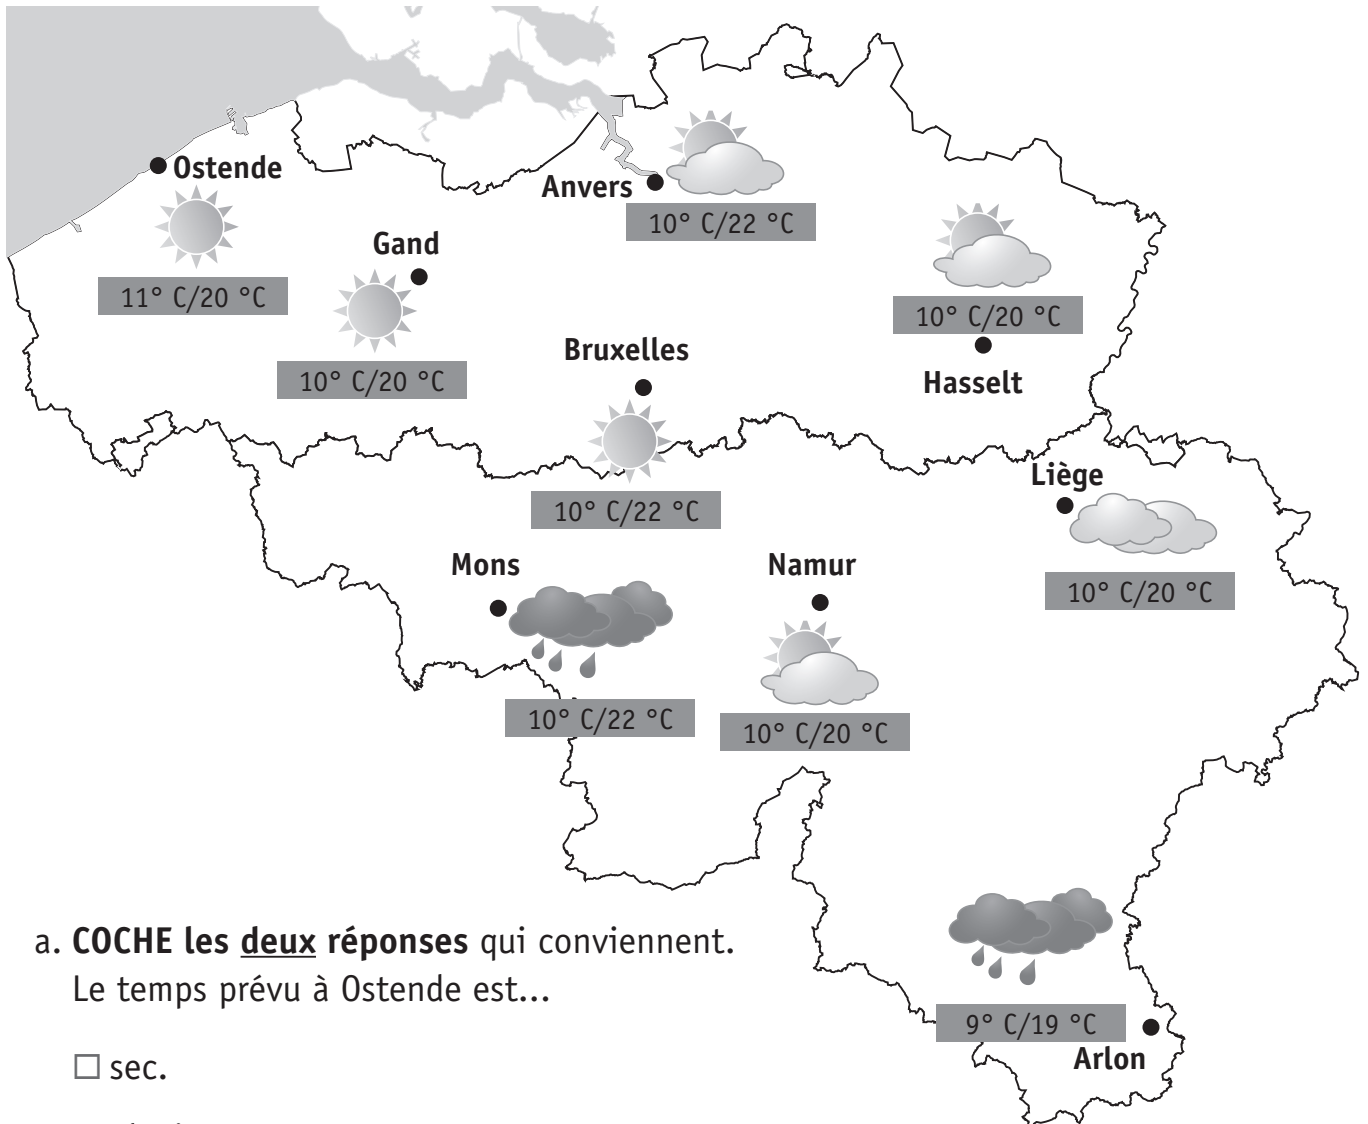 Ostende
11° C/20 °C
Gand
10° C/20 °C
Anvers
10° C/22 °C
10° C/20 °C
Hasselt
Bruxelles
10° C/22 °C
Liège
10° C/20 °C
Mons
10° C/22 °C
Namur
10° C/20 °C
9° C/19 °C
Arlon
a. COCHE les deux réponses qui conviennent.
Le temps prévu à Ostende est...
☐ sec.